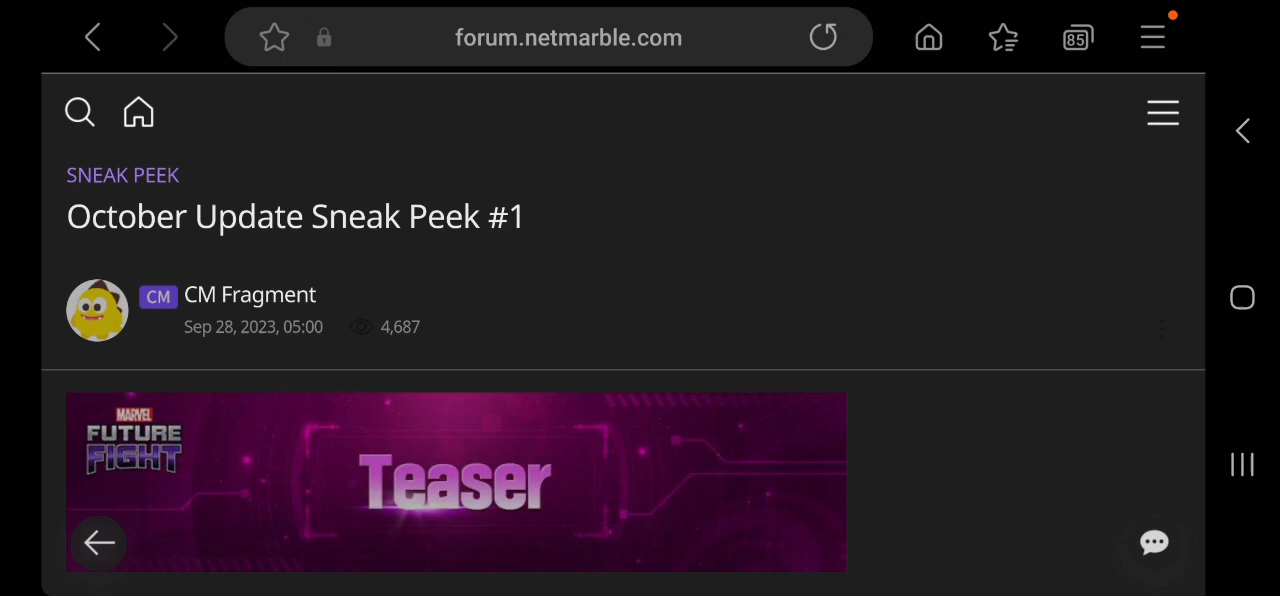 forum.netmarble.com
85
SNEAK PEEK
October Update Sneak Peek #1
CM CM Fragment
Sep 28, 2023, 05:00 4,687
MARVEL
FUTURE
FIGHT
Teaser